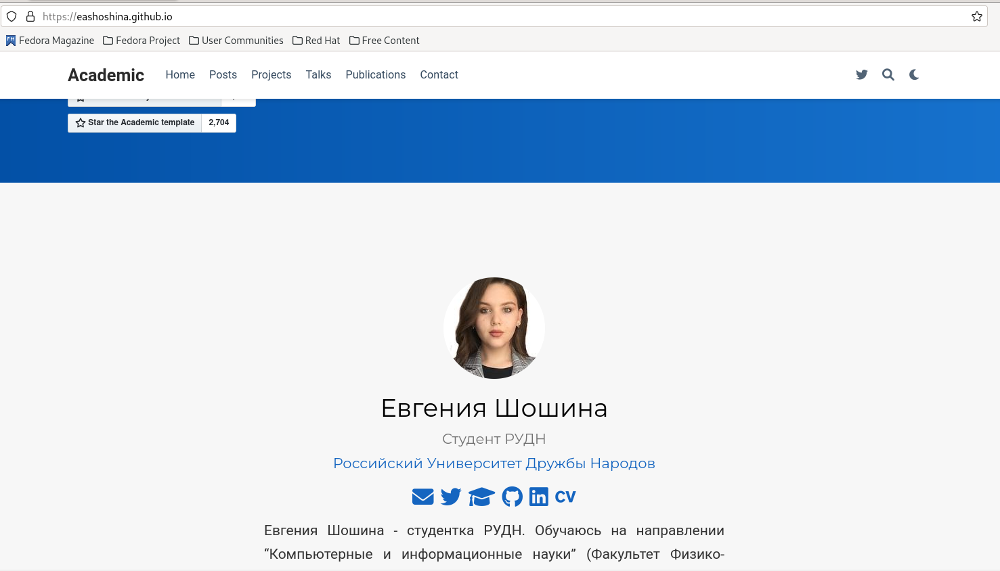 https://eashoshina.github.io
Fedora Magazine Fedora Project User Communities Red Hat Free Content
Academic Home Posts Projects Talks Publications Contact
Star the Academic template 2,704
Евгения Шошина
Студент РУДН
Российский Университет Дружбы Народов
CV
Евгения Шошина - студентка РУДН. Обучаюсь на направлении
“Компьютерные и информационные науки” (Факультет Физико-